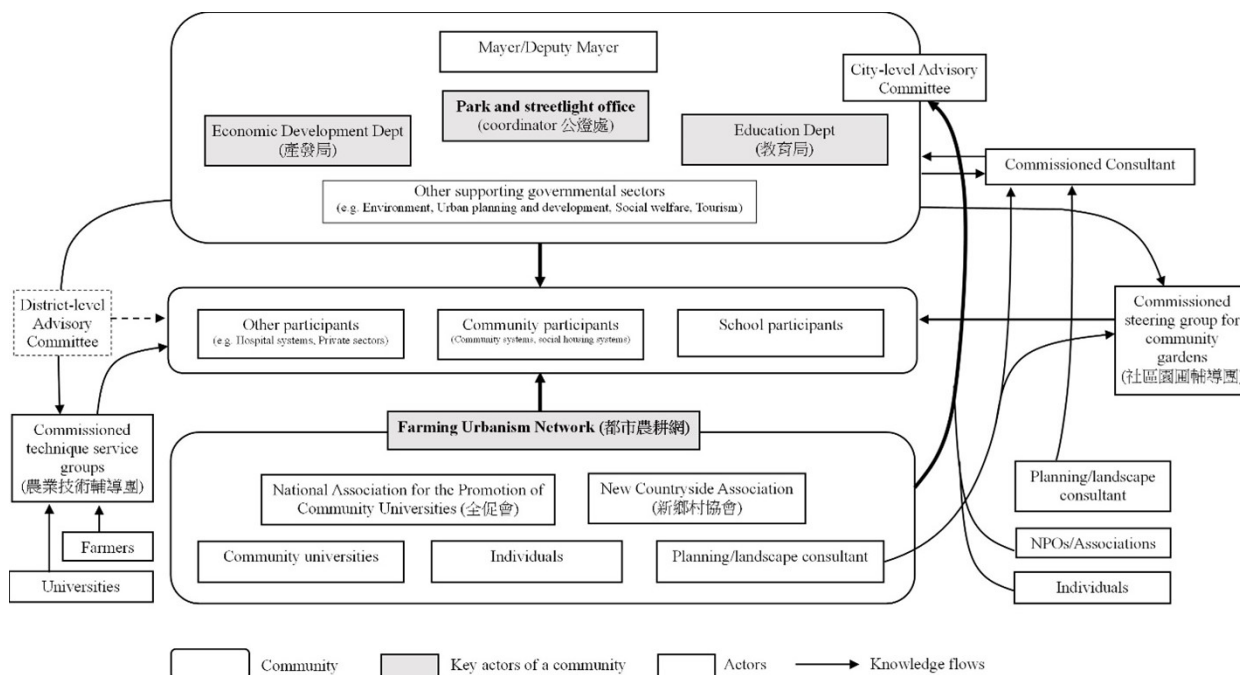 Mayer/Deputy Mayer
City-level Advisory
Committee
Park and streetlight office
(coordinator 公燈處)
Economic Development Dept
(產發局)
Education Dept
(教育局)
Commissioned Consultant
Other supporting governmental sectors
(e.g. Environment, Urban planning and development, Social welfare, Tourism)
District-level
Advisory
Committee
Other participants
(e.g. Hospital systems, Private sectors)
Community participants
(Community systems, social housing systems)
School participants
Commissioned
steering group for
community
gardens
(社區園圃輔導團)
Farming Urbanism Network (都市農耕網)
Commissioned
technique service
groups
(農業技術輔導團)
National Association for the Promotion of
Community Universities (全促會)
New Countryside Association
(新鄉村協會)
Planning/landscape
consultant
Farmers
Community universities
Individuals
Planning/landscape consultant
NPOs/Associations
Universities
Individuals
Community
Key actors of a community
Actors
Knowledge flows